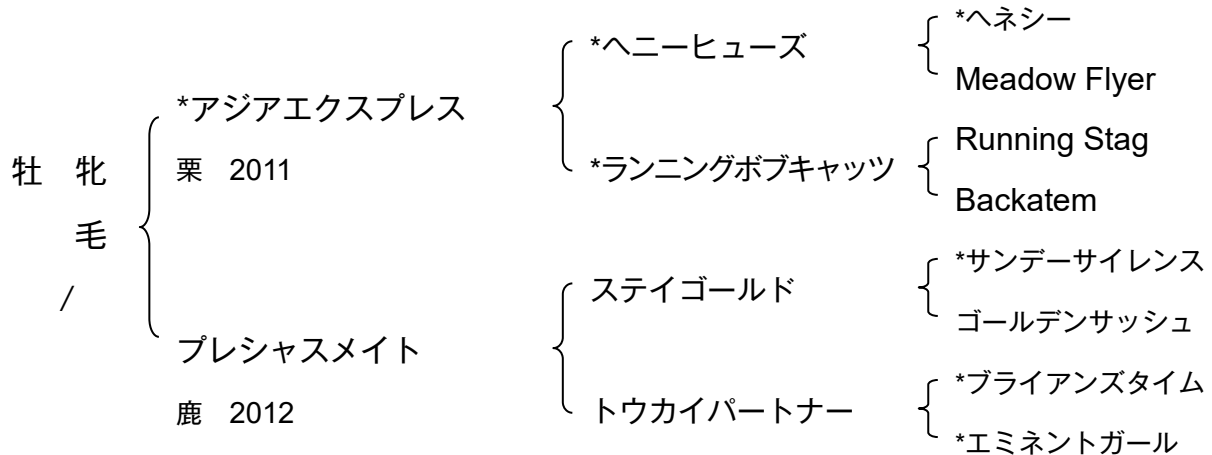 牡 牝
毛
/
*アジアエクスプレス
栗 2011
プレシャスメイト
鹿 2012
*ヘニーヒューズ
*ランニングボブキャッツ
ステイゴールド
トウカイパートナー
*ヘネシー
Meadow Flyer
Running Stag
Backatem
*サンデーサイレンス
ゴールデンサッシュ
*ブライアンズタイム
*エミネントガール